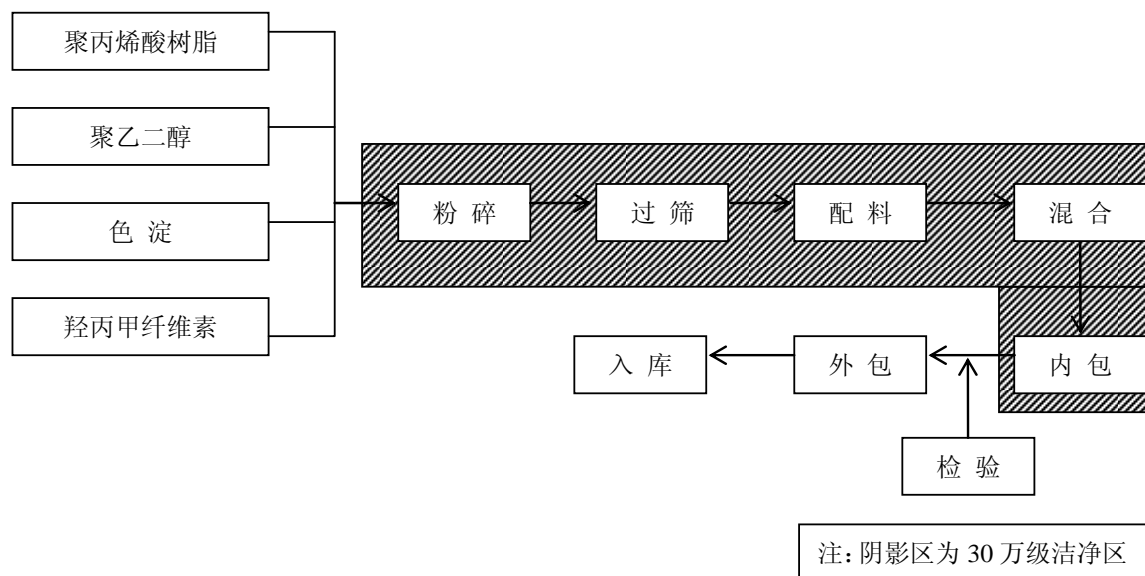 聚丙烯酸树脂
聚乙二醇
色 淀
羟丙甲纤维素
粉 碎
过 筛
配 料
混 合
入 库
外 包
内 包
检 验
注：阴影区为 30 万级洁净区